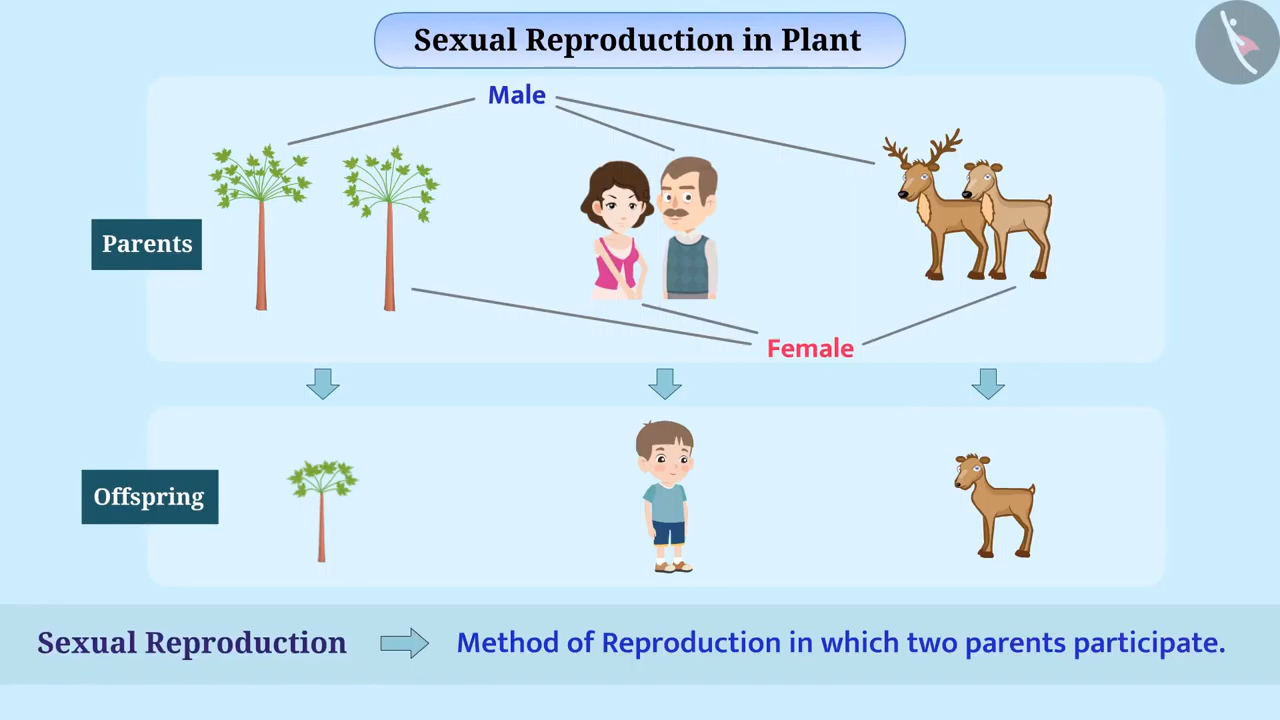 Sexual Reproduction in Plant
Male
Parents
Female
Offspring
Sexual Reproduction
Method of Reproduction in which two parents participate.